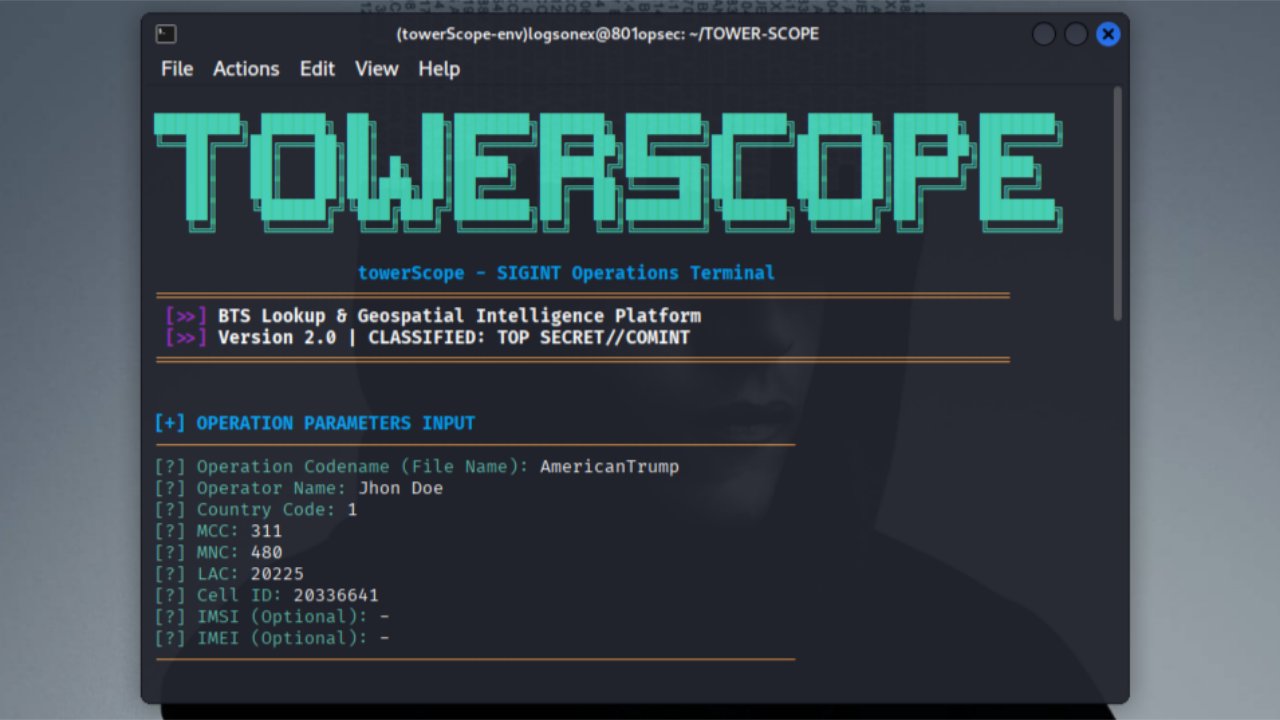 (towerScope-env)logsonex@801opsec: ~/TOWER-SCOPE
File Actions Edit View Help
TOWERSCOPE
towerScope - SIGINT Operations Terminal
[>>] BTS Lookup & Geospatial Intelligence Platform
[>>] Version 2.0 | CLASSIFIED: TOP SECRET//COMINT
[+] OPERATION PARAMETERS INPUT
[?] Operation Codename (File Name): AmericanTrump
[?] Operator Name: Jhon Doe
[?] Country Code: 1
[?] MCC: 311
[?] MNC: 480
[?] LAC: 20225
[?] Cell ID: 20336641
[?] IMSI (Optional): -
[?] IMEI (Optional): -